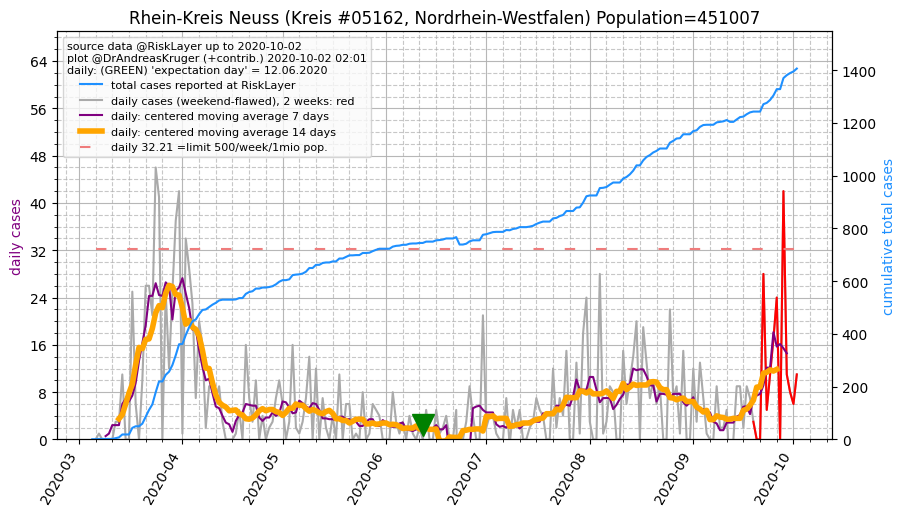 Rhein-Kreis Neuss (Kreis #05162, Nordrhein-Westfalen) Population=451007
source data @RiskLayer up to 2020-10-02
plot @DrAndreasKruger (+contrib.) 2020-10-02 02:01
daily: (GREEN) 'expectation day' = 12.06.2020
total cases reported at RiskLayer
daily cases (weekend-flawed), 2 weeks: red
daily: centered moving average 7 days
daily: centered moving average 14 days
daily 32.21 =limit 500/week/1mio pop.
daily cases
64
56
48
40
32
24
16
8
0
cumulative total cases
1400
1200
1000
800
600
400
200
0
2020-03
2020-04
2020-05
2020-06
2020-07
2020-08
2020-09
2020-10